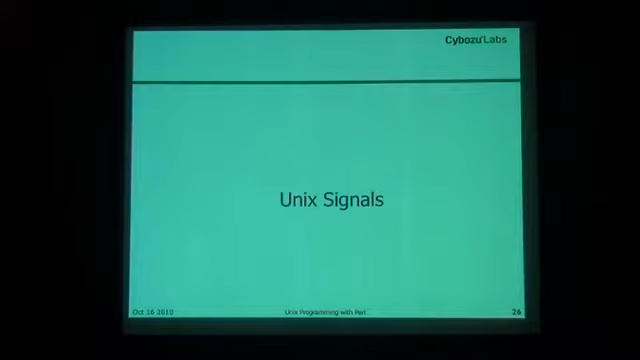 Cybozu Labs
Unix Signals
Oct 16 2010
Unix Programming with Perl
26